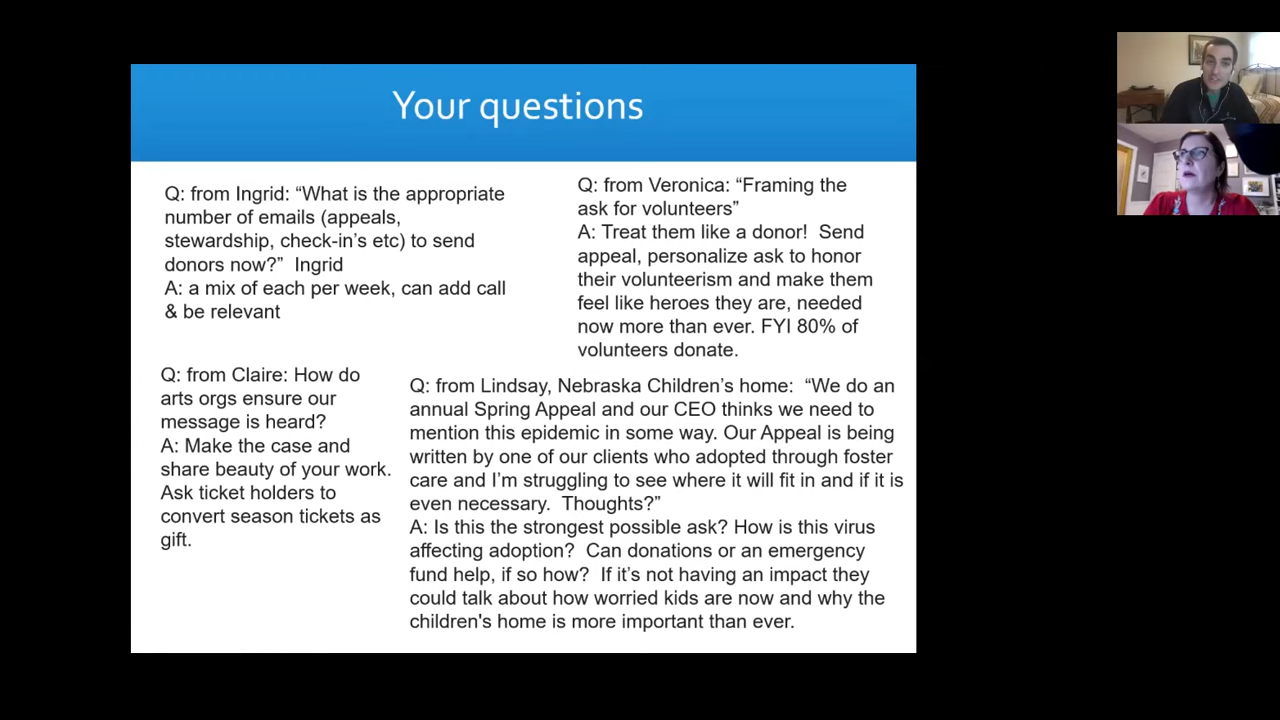 Your questions
Q: from Ingrid: “What is the appropriate
number of emails (appeals,
stewardship, check-in’s etc) to send
donors now?”  Ingrid
A: a mix of each per week, can add call
& be relevant
Q: from Veronica: “Framing the
ask for volunteers”
A: Treat them like a donor!  Send
appeal, personalize ask to honor
their volunteerism and make them
feel like heroes they are, needed
now more than ever. FYI 80% of
volunteers donate.
Q: from Claire: How do
arts orgs ensure our
message is heard?
A: Make the case and
share beauty of your work.
Ask ticket holders to
convert season tickets as
gift.
Q: from Lindsay, Nebraska Children’s home:  “We do an
annual Spring Appeal and our CEO thinks we need to
mention this epidemic in some way. Our Appeal is being
written by one of our clients who adopted through foster
care and I’m struggling to see where it will fit in and if it is
even necessary.  Thoughts?”
A: Is this the strongest possible ask? How is this virus
affecting adoption?  Can donations or an emergency
fund help, if so how?  If it’s not having an impact they
could talk about how worried kids are now and why the
children's home is more important than ever.